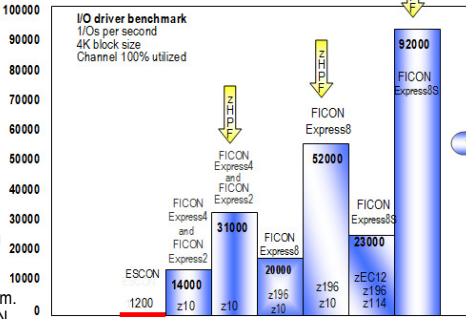 100000
90000
80000
70000
60000
50000
40000
30000
20000
10000
0
I/O driver benchmark
1/Os per second
4K block size
Channel 100% utilized
ESCON
1200
FICON
Express4
and
FICON
Express2
14000
z10
zHPF
FICON
Express4
and
FICON
Express2
31000
z10
FICON
Express8
20000
z196
z10
zHPF
FICON
Express8
52000
z196
z10
FICON
Express8S
23000
zEC12
z196
z114
PF
92000
FICON
Express8S
m.
N